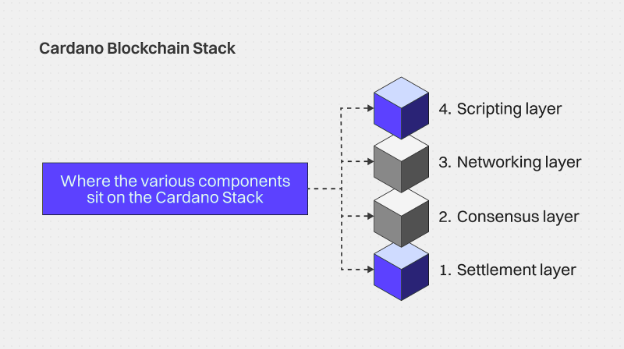 Cardano Blockchain Stack
Where the various components
sit on the Cardano Stack
4. Scripting layer
3. Networking layer
2. Consensus layer
1. Settlement layer